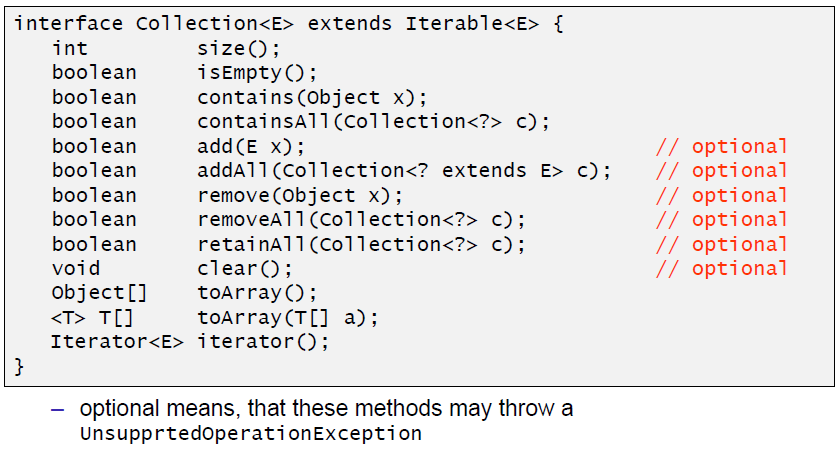 interface Collection<E> extends Iterable<E> {
int size();
boolean isEmpty();
boolean contains(Object x);
boolean containsAll(Collection<?> c);
boolean add(E x); // optional
boolean addAll(Collection<? extends E> c); // optional
boolean remove(Object x); // optional
boolean removeAll(Collection<?> c); // optional
boolean retainAll(Collection<?> c); // optional
void clear(); // optional
Object[] toArray();
<T> T[] toArray(T[] a);
Iterator<E> iterator();
}
– optional means, that these methods may throw a
UnsupprtedOperationException